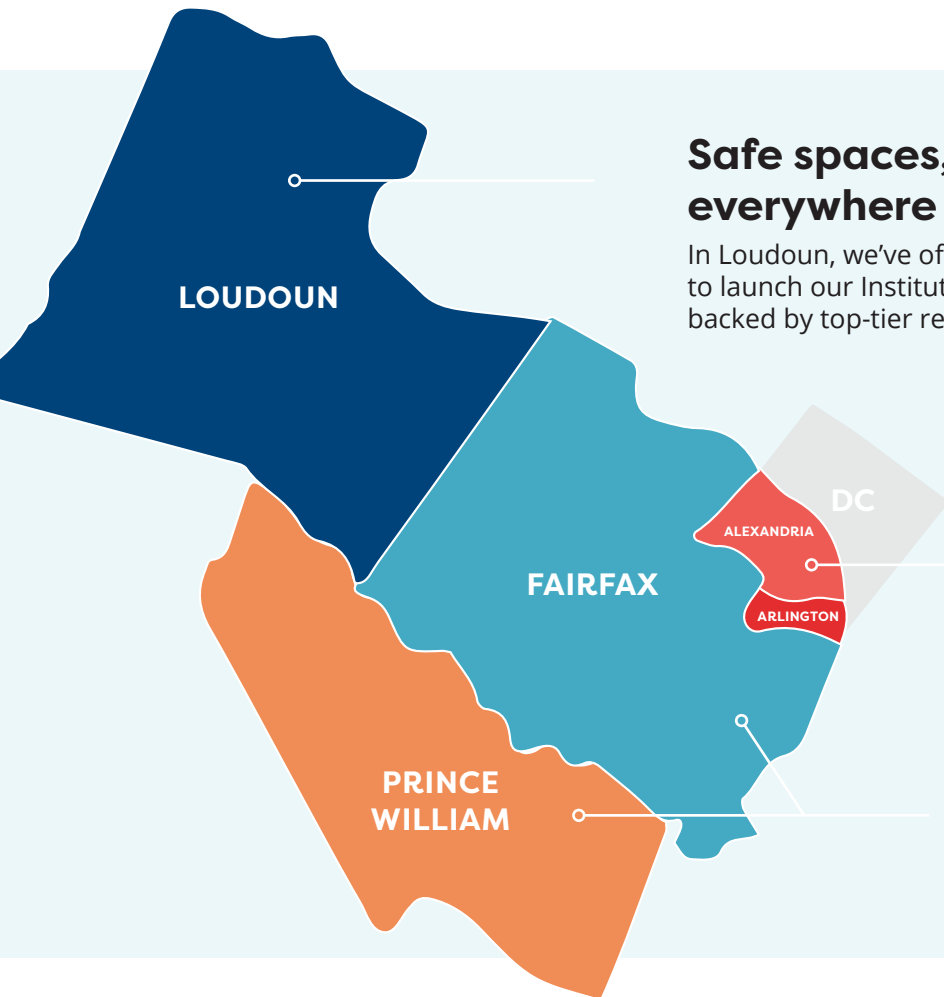 Safe spaces,
everywhere
In Loudoun, we’ve of
to launch our Institut
backed by top-tier re
LOUDOUN
DC
ALEXANDRIA
FAIRFAX
ARLINGTON
PRINCE
WILLIAM